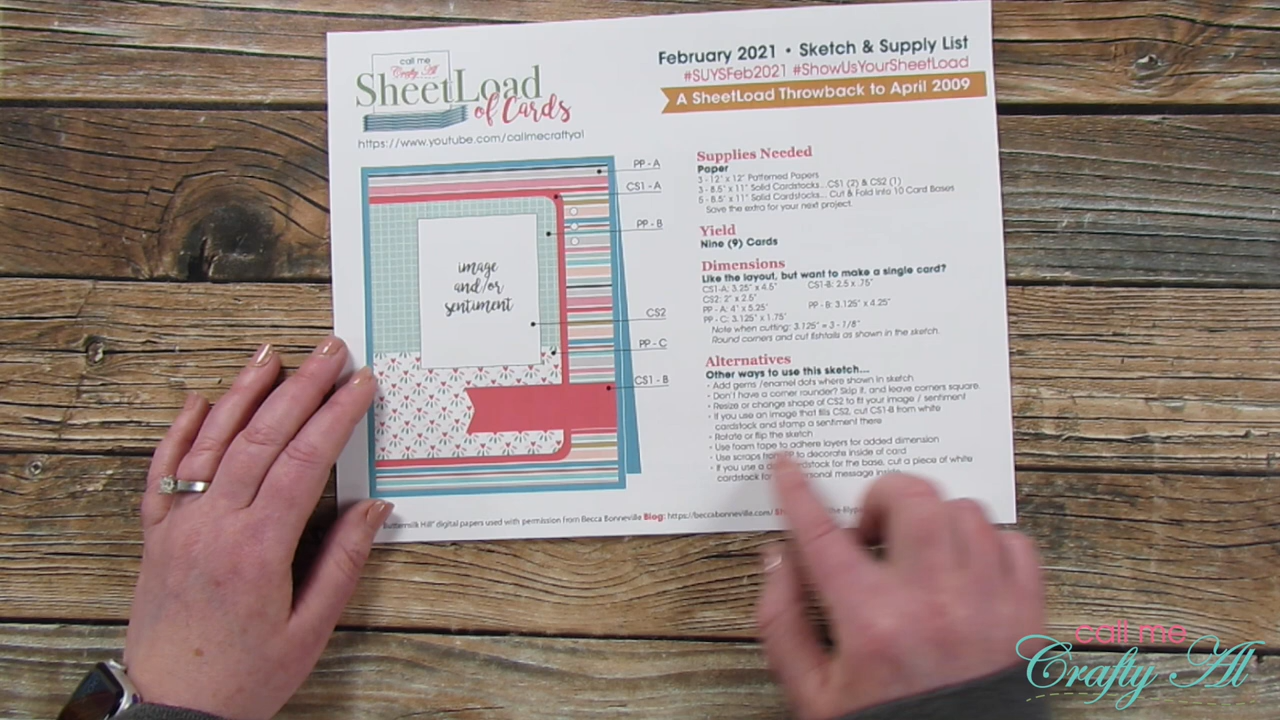 call me
Crafty Al
SheetLoad
of Cards
https://www.youtube.com/callmecraftyal
February 2021 • Sketch & Supply List
#SUYSFeb2021 #ShowUsYourSheetLoad
A SheetLoad Throwback to April 2009
PP - A
CS1 - A
PP - B
CS2
PP - C
CS1 - B
image
and/or
sentiment
Supplies Needed
Paper
3 - 12" x 12" Patterned Papers
3 - 8.5" x 11" Solid Cardstocks...CS1 (2) & CS2 (1)
5 - 8.5" x 11" Solid Cardstocks... Cut & Fold into 10 Card Bases
Save the extra for your next project.
Yield
Nine (9) Cards
Dimensions
Like the layout, but want to make a single card?
CS1-A: 3.25" x 4.5" CS1-B: 2.5 x .75"
CS2: 2" x 2.5"
PP - A: 4" x 5.25" PP - B: 3.125" x 4.25"
PP - C: 3.125" x 1.75"
Note when cutting: 3.125" = 3 - 1/8"
Round corners and cut fishtails as shown in the sketch.
Alternatives
Other ways to use this sketch...
• Add gems /enamel dots where shown in sketch
• Don't have a corner rounder? Skip it, and leave corners square.
• Resize or change shape of CS2 to fit your image / sentiment
• If you use an image that fills CS2, cut CS1-B from white
cardstock and stamp a sentiment there
• Rotate or flip the sketch
• Use foam tape to adhere layers for added dimension
• Use scraps from PP to decorate inside of card
• If you use a cardstock for the base, cut a piece of white
cardstock for personal message inside
Buttermilk Hill" digital papers used with permission from Becca Bonneville Blog: https://beccabonneville.com/
call me
Crafty Al